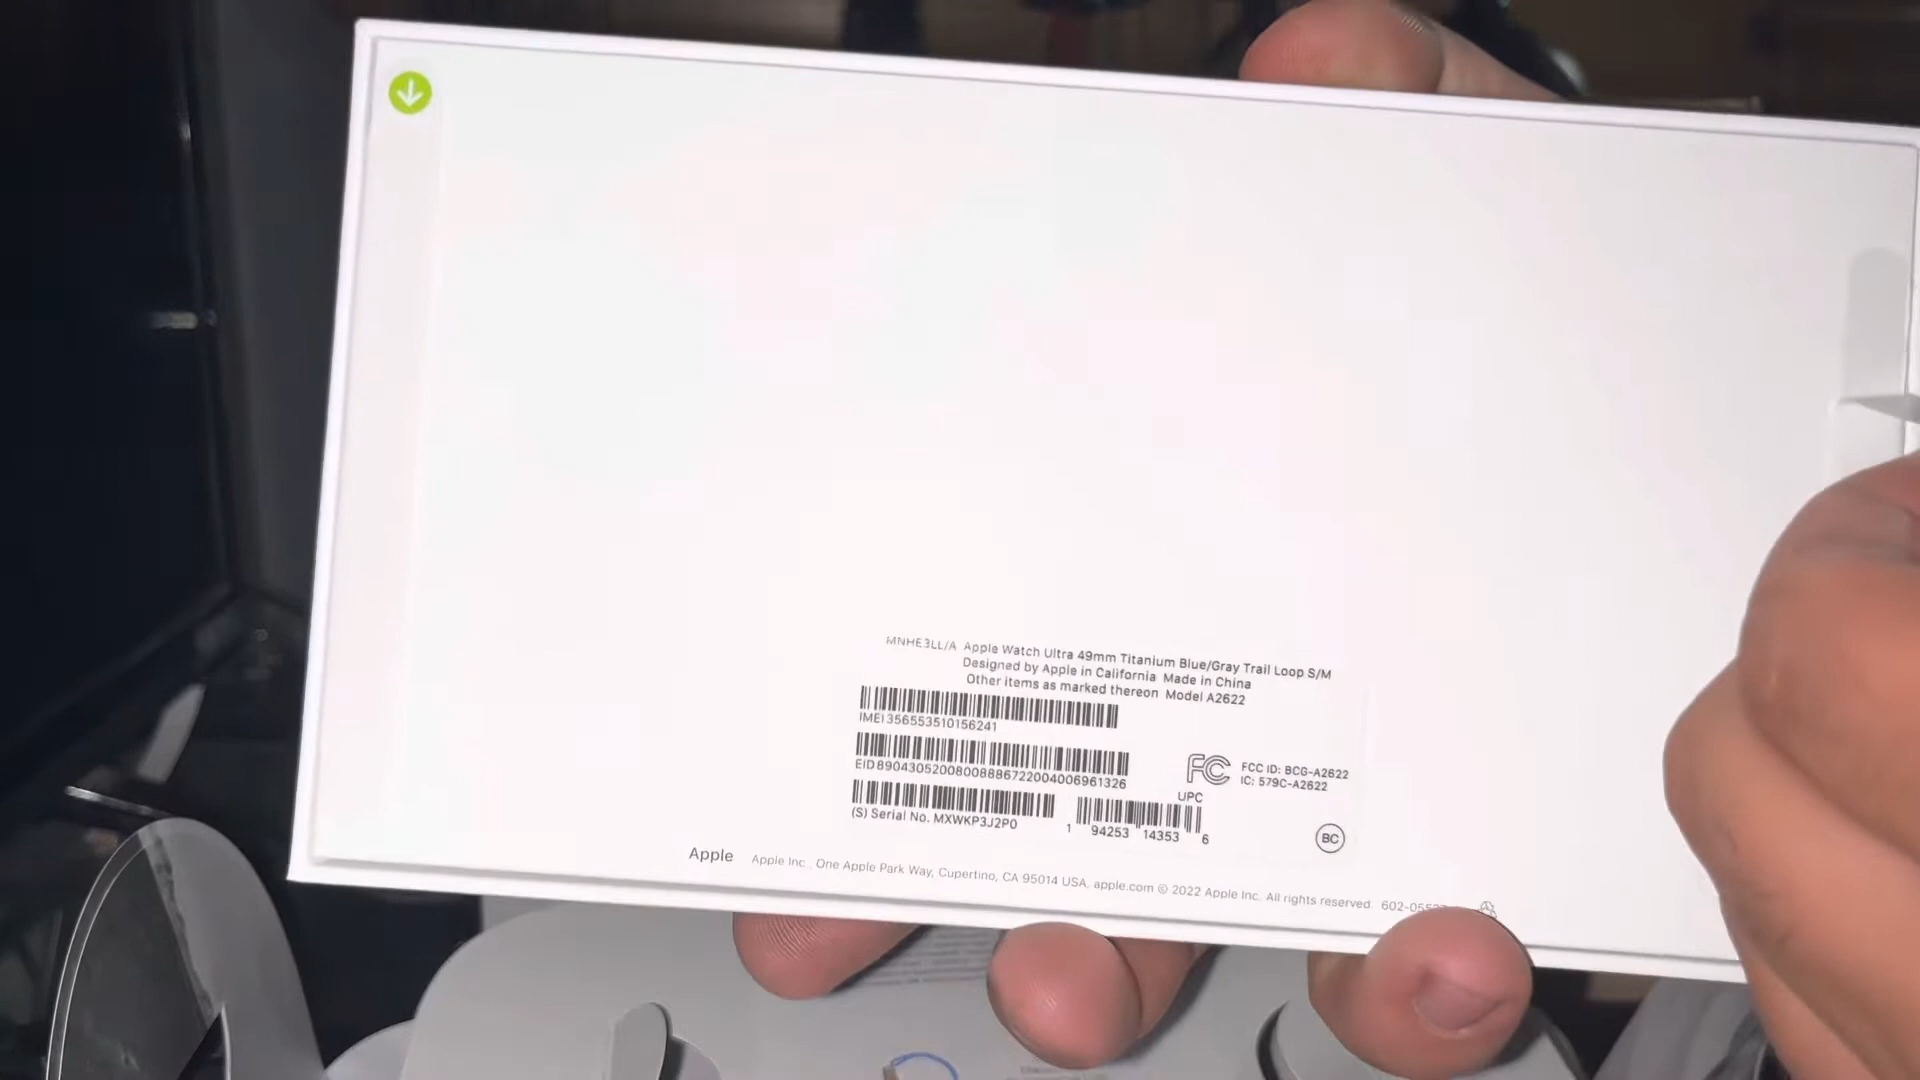 MNHE3LL/A Apple Watch Ultra 49mm Titanium Blue/Gray Trail Loop S/M
Designed by Apple in California Made in China
Other items as marked thereon Model A2622
IMEI 356553510156241
EID 89043052008008886722004006961326
FC FCC ID: BCG-A2622
IC: 579C-A2622
UPC
(S) Serial No. MXWKP3J2P0
1 94253 14353 6
BC
Apple Apple Inc., One Apple Park Way, Cupertino, CA 95014 USA. apple.com © 2022 Apple Inc. All rights reserved.